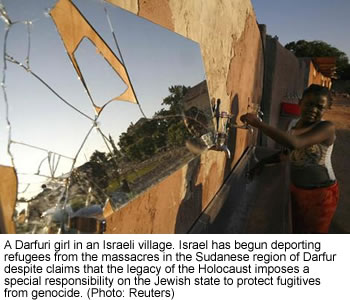 A Darfuri girl in an Israeli village. Israel has begun deporting
refugees from the massacres in the Sudanese region of Darfur
despite claims that the legacy of the Holocaust imposes a
special responsibility on the Jewish state to protect fugitives
from genocide. (Photo: Reuters)